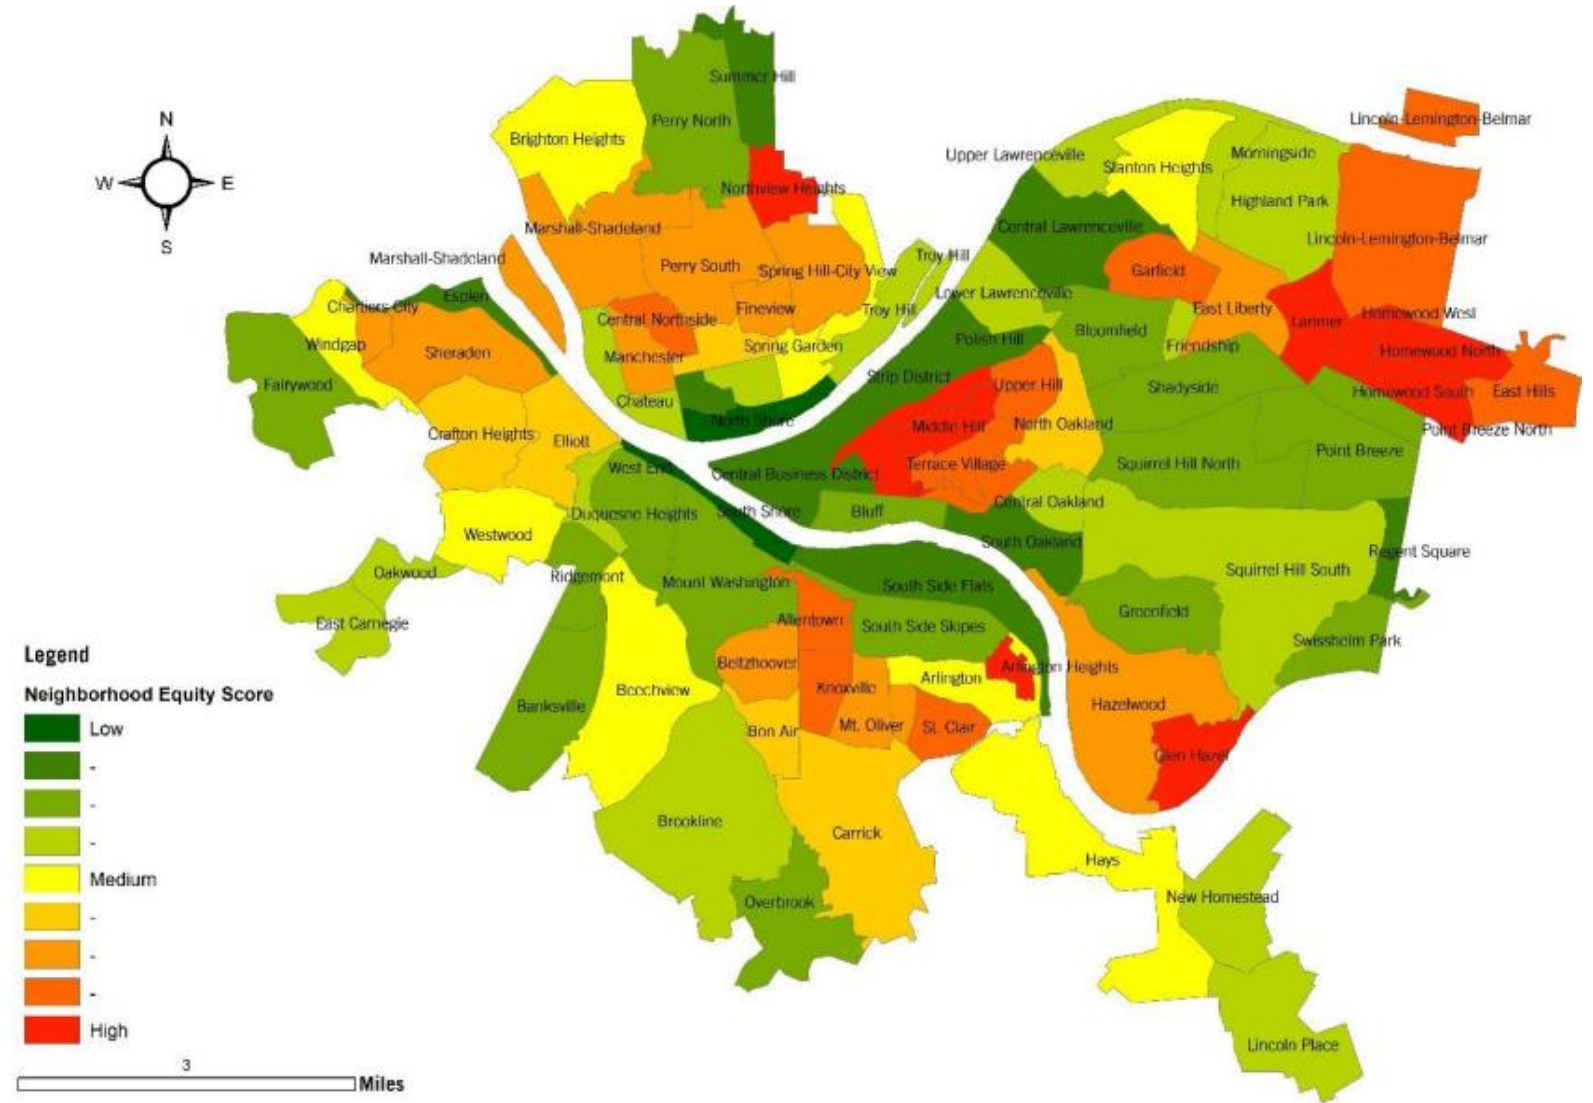 Summer Hill
Lincoln-Lemington-Belmar
N
Perry North
Brighton Heights
Upper Lawrenceville
Morningside
Stanton Heights
W
E
Northview Heights
Highland Park
S
Marshall-Shadeland
Central Lawrenceville
Lincoln-Lemington-Belmar
Marshall-Shadeland
Perry South
Spring Hill-City View
Troy Hill
Garfield
Esplen
Chartiers City
Lower Lawrenceville
Fineview
Troy Hill
East Liberty
Homewood West
Central Northside
Larimer
Bloomfield
Windgap
Sheraden
Manchester
Spring Garden
Polish Hill
Friendship
Homewood North
Fairywood
Strip District
Upper Hill
Shadyside
Homewood South
East Hills
Chateau
North Shore
Middle Hill
North Oakland
Point Breeze North
Crafton Heights
Elliott
West End
Central Business District
Terrace Village
Squirrel Hill North
Point Breeze
Duquesne Heights
South Shore
Bluff
Central Oakland
Westwood
South Oakland
Regent Square
Oakwood
Ridgemont
Mount Washington
South Side Flats
Squirrel Hill South
East Carnegie
Allentown
South Side Slopes
Greenfield
Swissholm Park
Legend
Beltzhoover
Arlington Heights
Neighborhood Equity Score
Beechview
Knoxville
Arlington
Banksville
Hazelwood
Low
Bon Air
Mt. Oliver
St. Clair
Glen Hazel
-
-
Brookline
Carrick
-
Hays
Medium
New Homestead
Overbrook
-
-
-
High
Lincoln Place
3
Miles